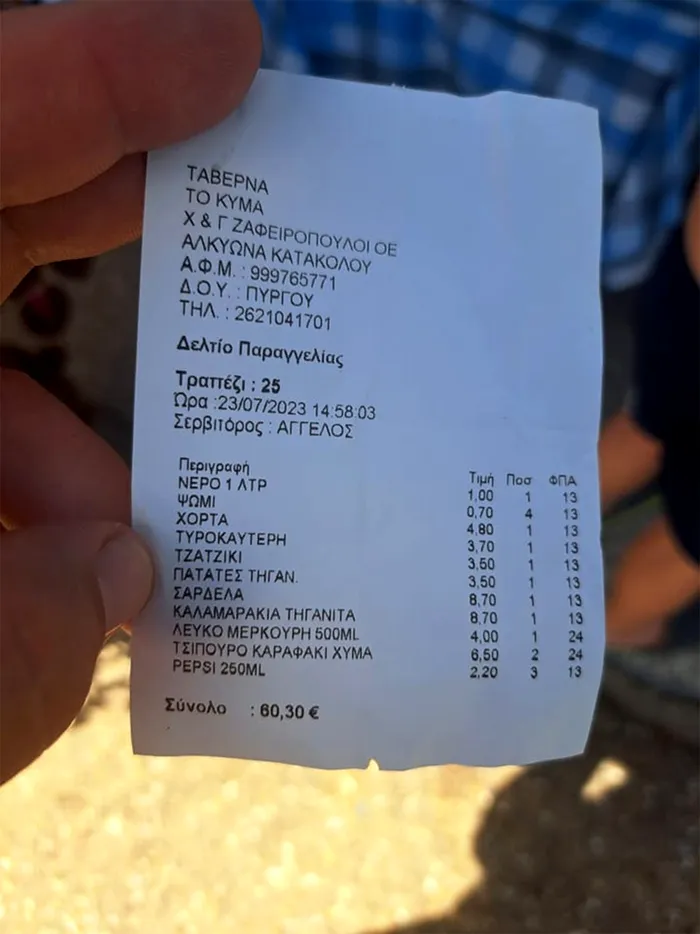 ΤΑΒΕΡΝΑ
ΤΟ ΚΥΜΑ
Χ & Γ ΖΑΦΕΙΡΟΠΟΥΛΟΙ ΟΕ
ΑΛΚΥΩΝΑ ΚΑΤΑΚΟΛΟΥ
Α.Φ.Μ. : 999765771
Δ.Ο.Υ. : ΠΥΡΓΟΥ
ΤΗΛ. : 2621041701
Δελτίο Παραγγελίας
Τραπέζι : 25
Ώρα :23/07/2023 14:58:03
Σερβιτόρος : ΑΓΓΕΛΟΣ
Περιγραφή Τιμή Ποσ ΦΠΑ
ΝΕΡΟ 1 ΛΤΡ 1,00 1 13
ΨΩΜΙ 0,70 4 13
ΧΟΡΤΑ 4,80 1 13
ΤΥΡΟΚΑΥΤΕΡΗ 3,70 1 13
ΤΖΑΤΖΙΚΙ 3,50 1 13
ΠΑΤΑΤΕΣ ΤΗΓΑΝ. 3,50 1 13
ΣΑΡΔΕΛΑ 8,70 1 13
ΚΑΛΑΜΑΡΑΚΙΑ ΤΗΓΑΝΙΤΑ 8,70 1 13
ΛΕΥΚΟ ΜΕΡΚΟΥΡΗ 500ML 4,00 1 24
ΤΣΙΠΟΥΡΟ ΚΑΡΑΦΑΚΙ ΧΥΜΑ 6,50 2 24
PEPSI 250ML 2,20 3 13
Σύνολο : 60,30 €